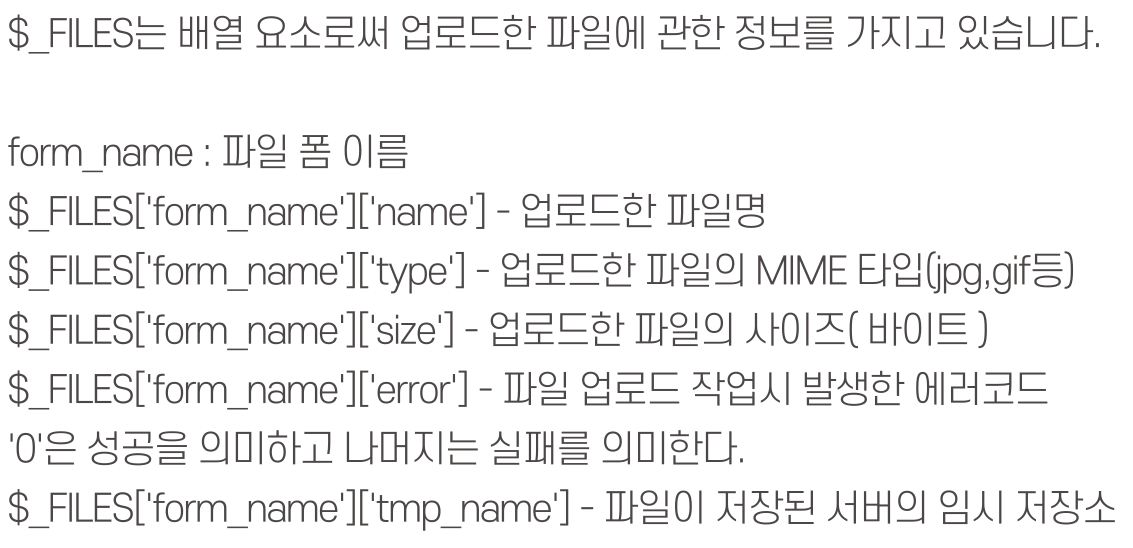 $_FILES는 배열 요소로써 업로드한 파일에 관한 정보를 가지고 있습니다.
form_name : 파일 폼 이름
$_FILES['form_name']['name'] - 업로드한 파일명
$_FILES['form_name']['type'] - 업로드한 파일의 MIME 타입(jpg,gif등)
$_FILES['form_name']['size'] - 업로드한 파일의 사이즈( 바이트 )
$_FILES['form_name']['error'] - 파일 업로드 작업시 발생한 에러코드
'0'은 성공을 의미하고 나머지는 실패를 의미한다.
$_FILES['form_name']['tmp_name'] - 파일이 저장된 서버의 임시 저장소